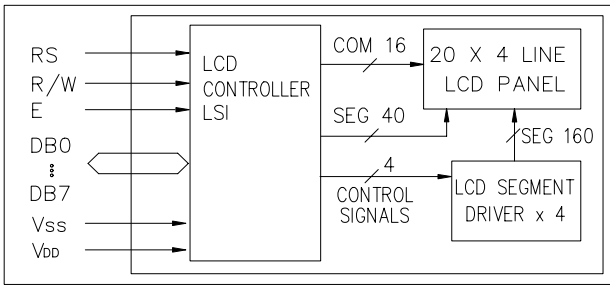 RS
R/W
E
DB0
DB7
Vss
VDD
LCD
CONTROLLER
LSI
COM 16
SEG 40
4
CONTROL
SIGNALS
20 X 4 LINE
LCD PANEL
SEG 160
LCD SEGMENT
DRIVER x 4